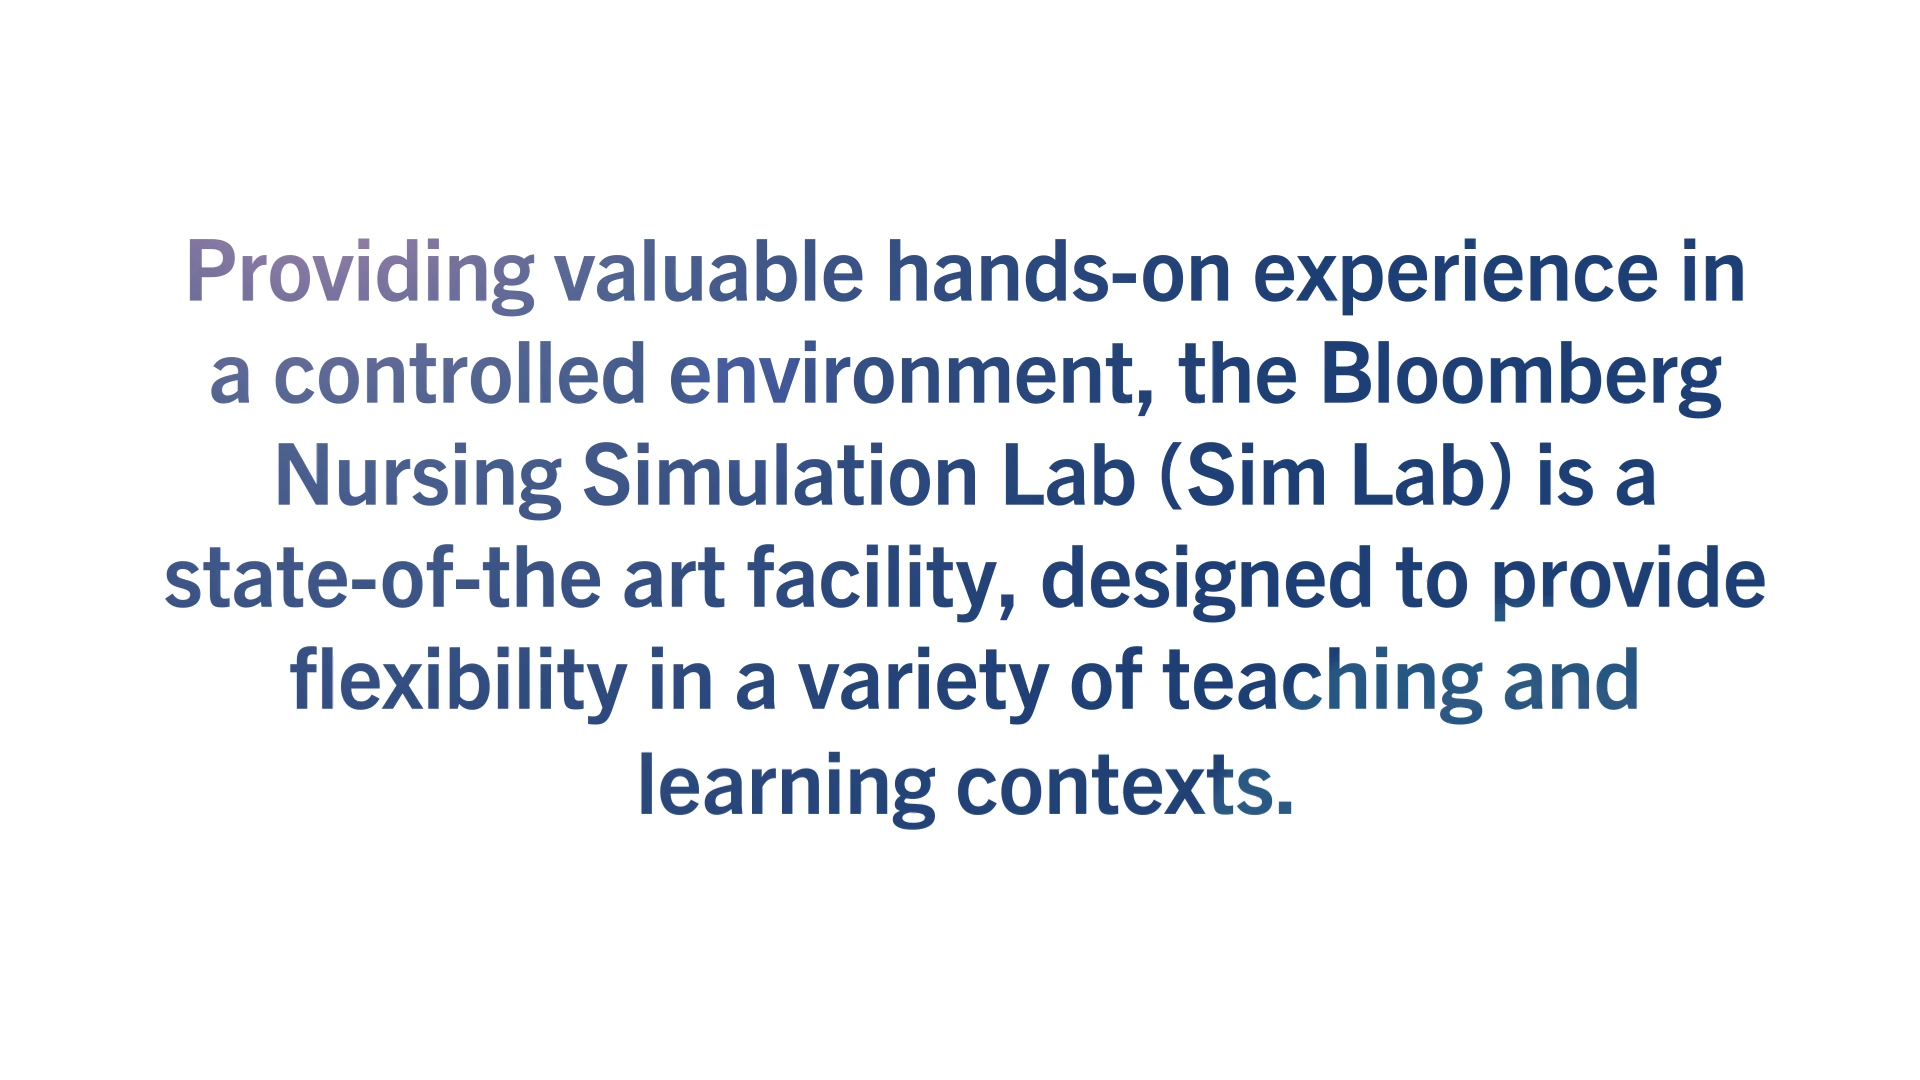 Providing valuable hands-on experience in
a controlled environment, the Bloomberg
Nursing Simulation Lab (Sim Lab) is a
state-of-the art facility, designed to provide
flexibility in a variety of teaching and
learning contexts.